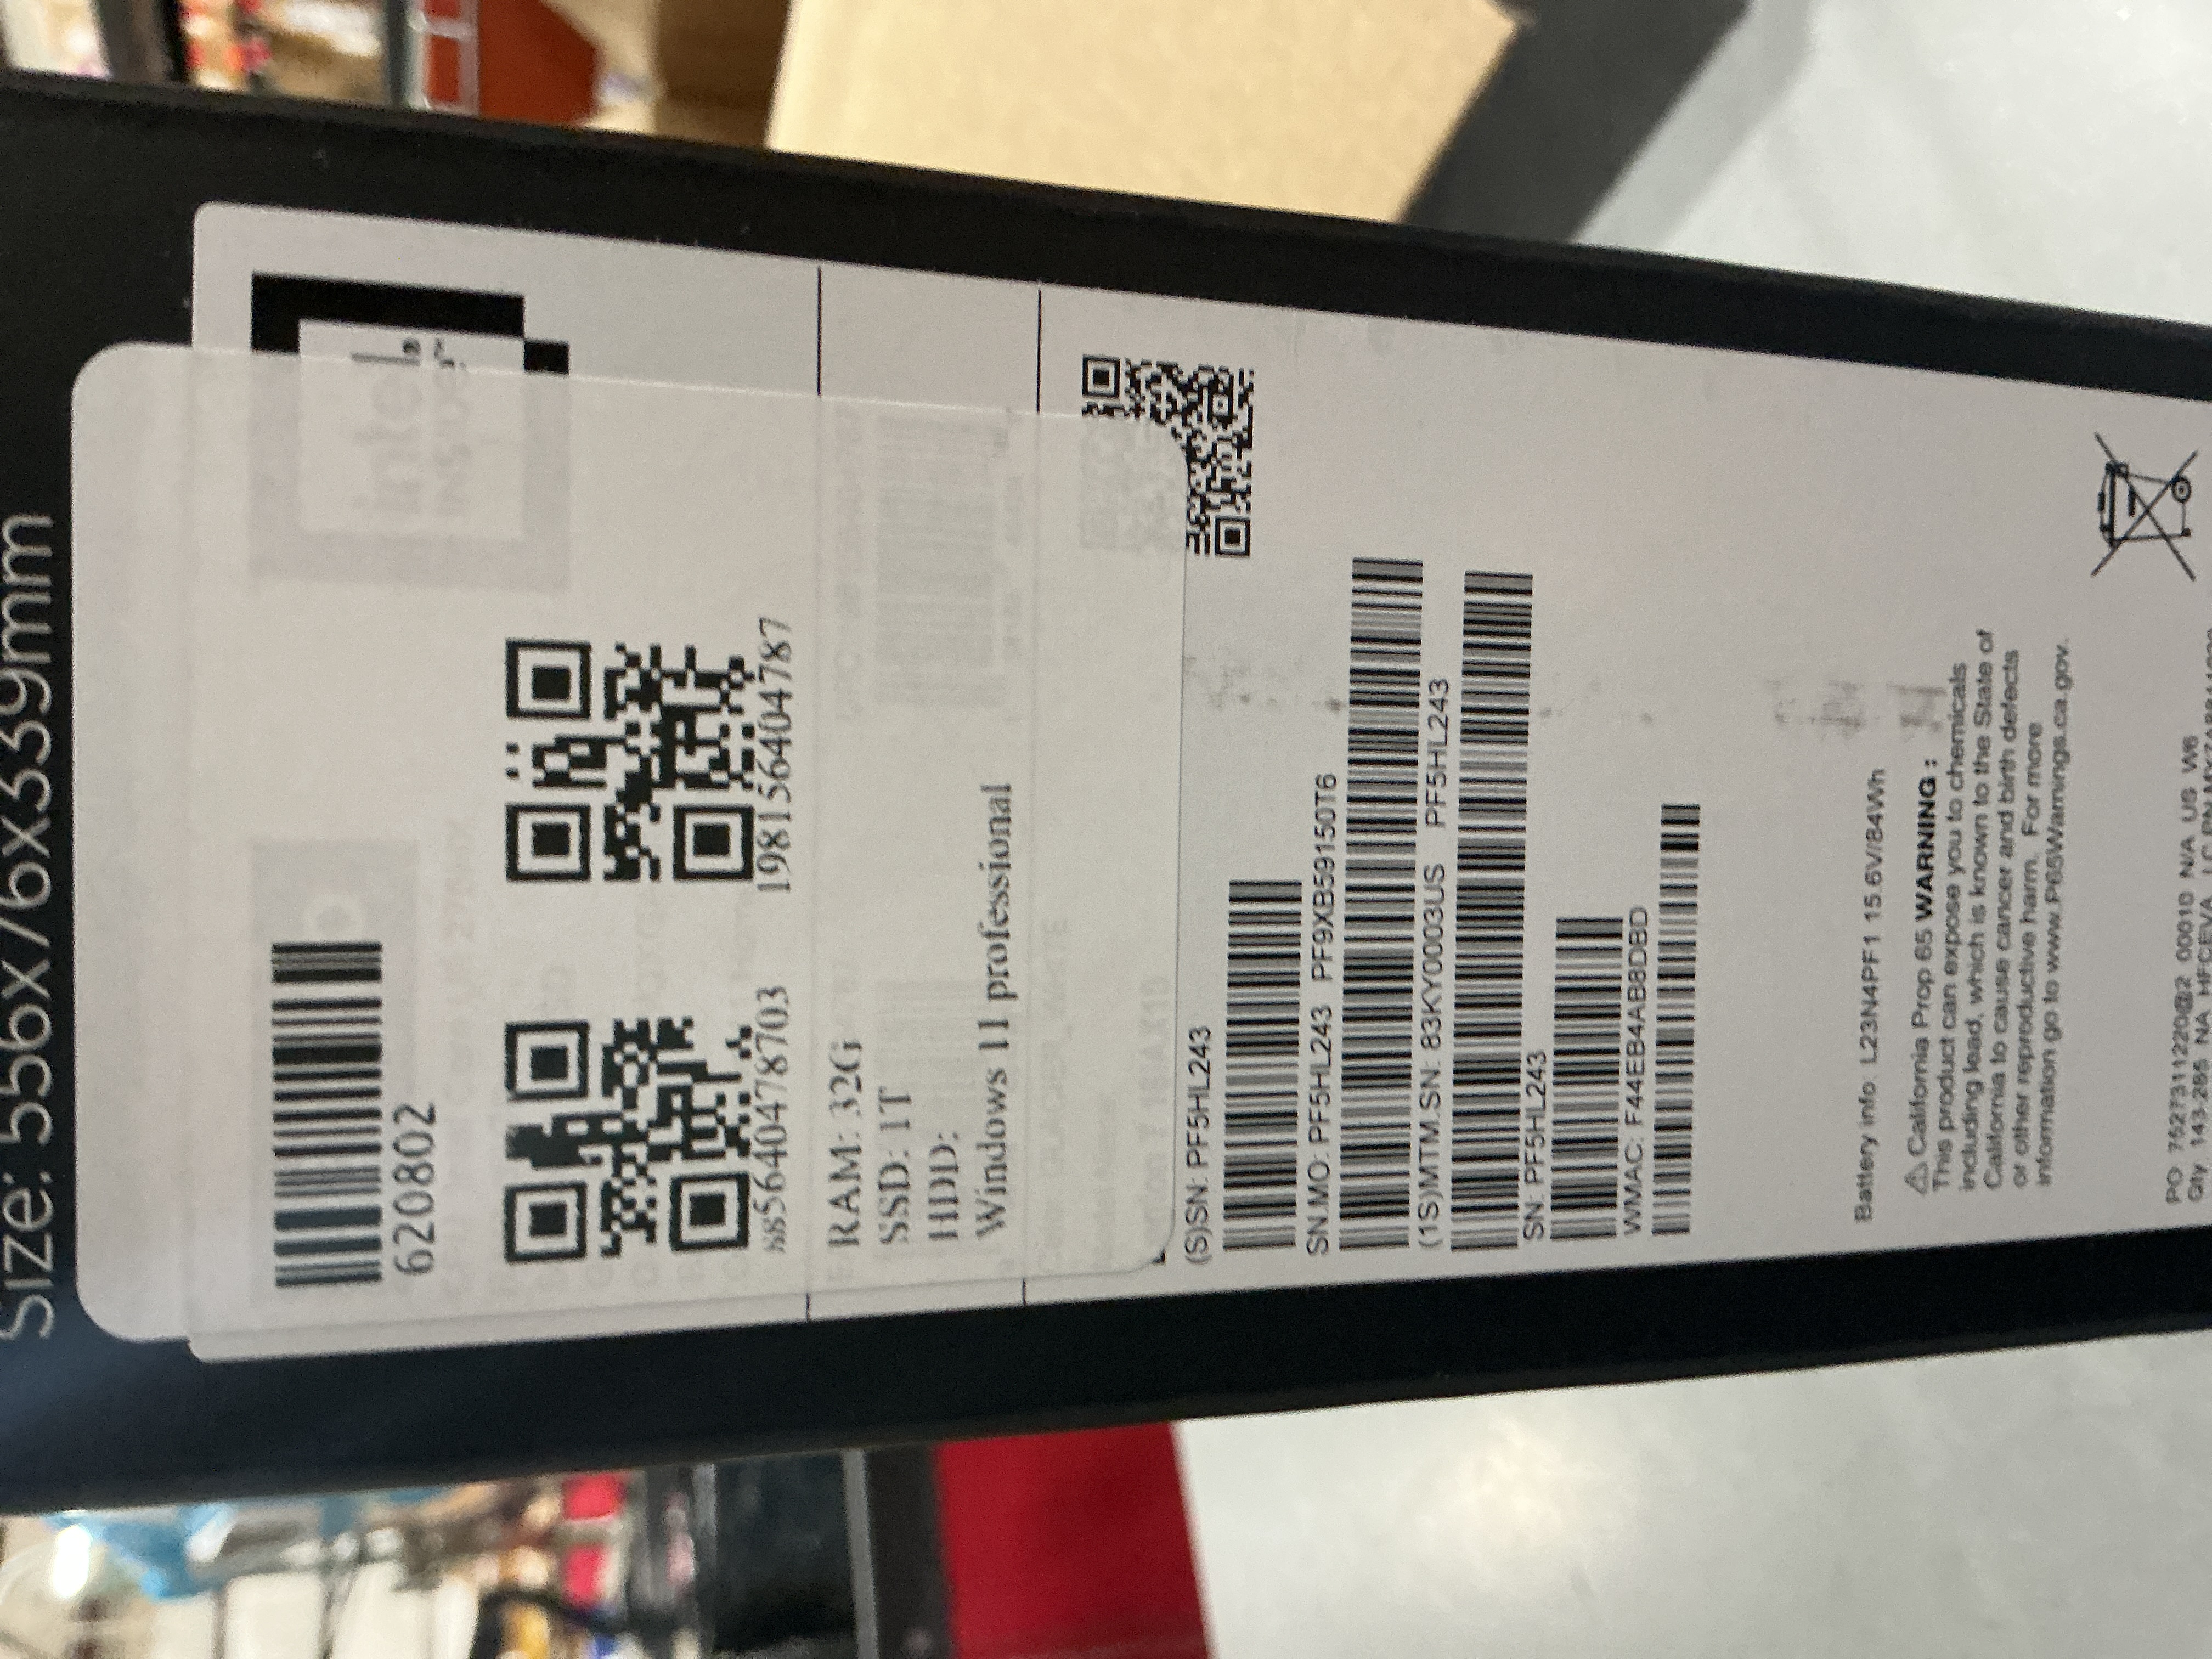 Size: 556x76x339mm
intel
INSIDE™
620802
885640478703
198156404787
RAM: 32G
SSD: 1T
HDD:
Windows 11 professional
(S)SN: PF5HL243
SN.MO: PF5HL243 PF9XB59150T6
(1S)MTM.SN: 83KY0003US PF5HL243
SN: PF5HL243
WMAC: F44EB4AB8DBD
Battery info: L23N4PF1 15.6V/84Wh
⚠California Prop 65 WARNING :
This product can expose you to chemicals
including lead, which is known to the State of
California to cause cancer and birth defects
or other reproductive harm. For more
information go to www.P65Warnings.ca.gov.